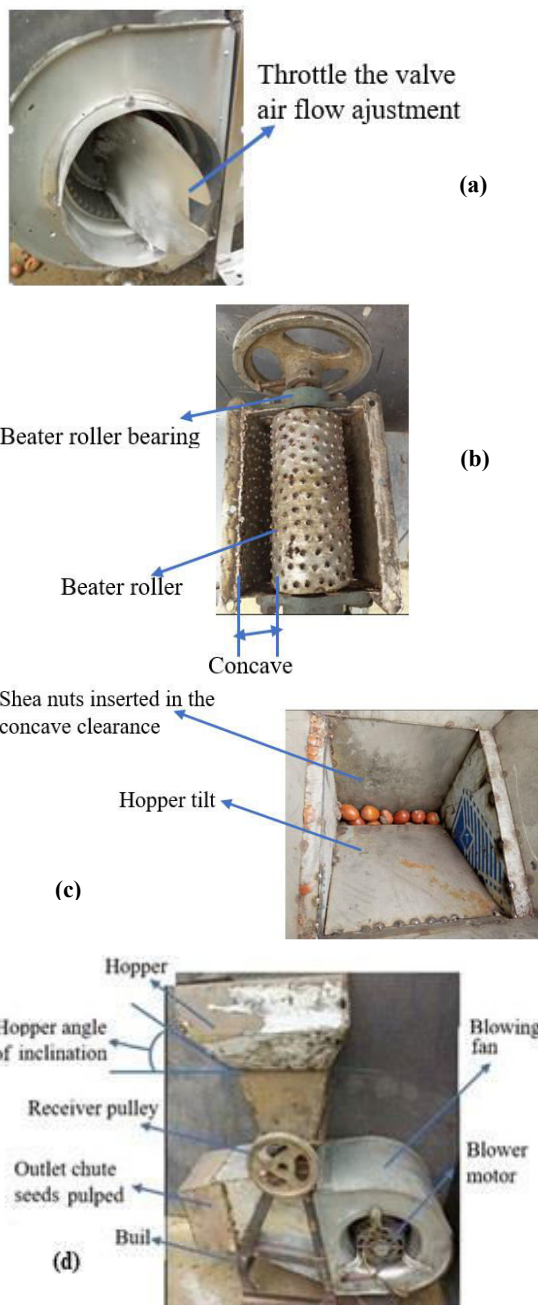 Throttle the valve
air flow ajustment
(a)
Beater roller bearing
(b)
Beater roller
Concave
Shea nuts inserted in the
concave clearance
Hopper tilt
(c)
Hopper
Hopper angle
of inclination
Blowing
fan
Receiver pulley
Blower
motor
Outlet chute
seeds pulped
Buil
(d)